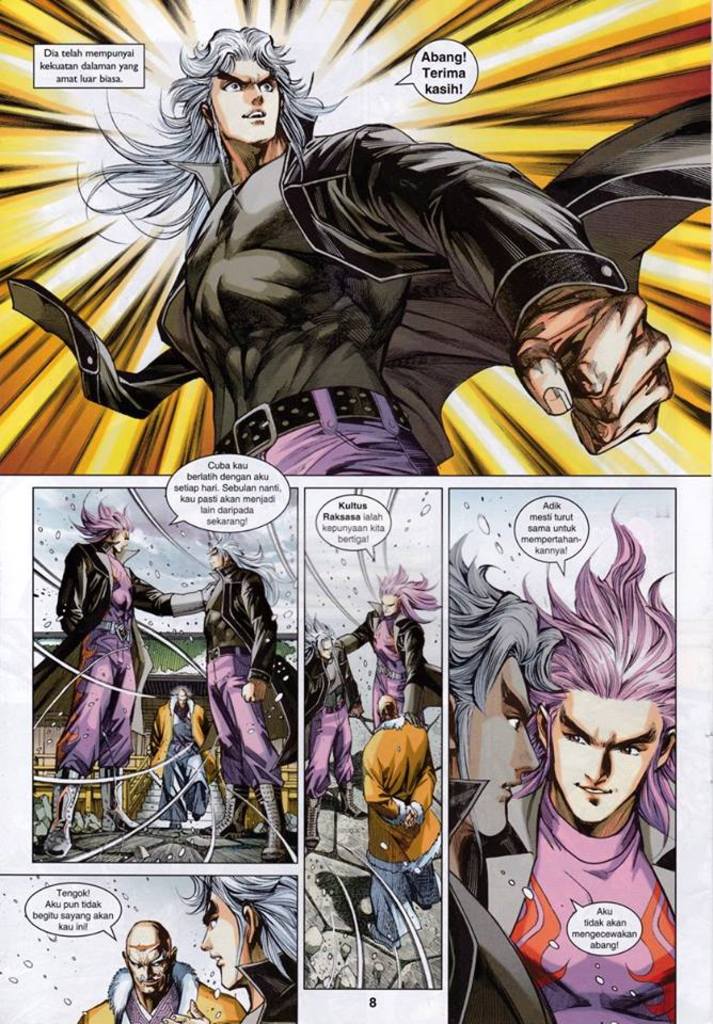 Dia telah mempunyai
kekuatan dalaman yang
amat luar biasa.
Abang!
Terima
kasih!
Cuba kau
berlatih dengan aku
setiap hari. Sebulan nanti,
kau pasti akan menjadi
lain daripada
sekarang!
Kultus
Raksasa ialah
kepunyaan kita
bertiga!
Adik
mesti turut
sama untuk
mempertahan-
kannya!
Tengok!
Aku pun tidak
begitu sayang akan
kau ini!
Aku
tidak akan
mengecewakan
abang!
8